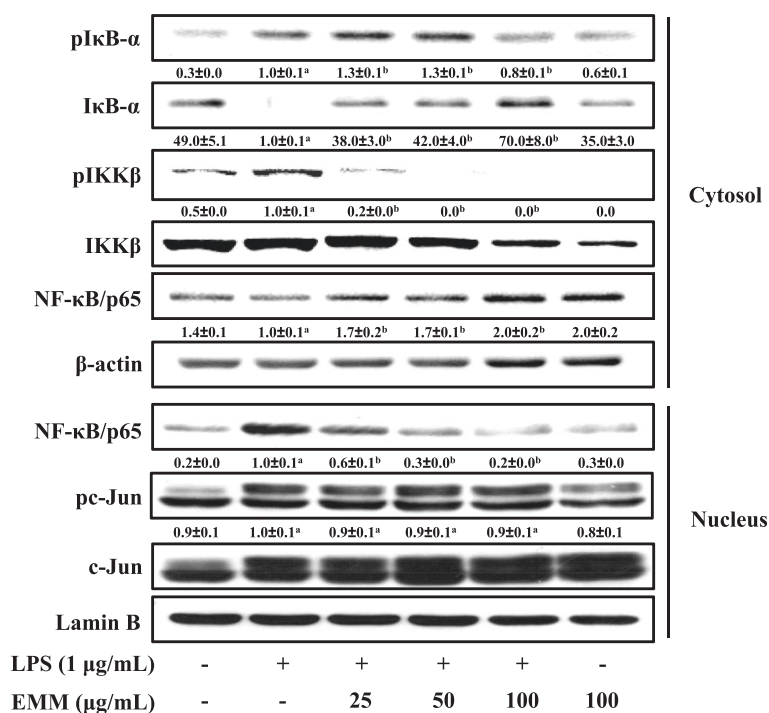 pIκB-α
0.3±0.0 1.0±0.1ᵃ 1.3±0.1ᵇ 1.3±0.1ᵇ 0.8±0.1ᵇ 0.6±0.1
IκB-α
49.0±5.1 1.0±0.1ᵃ 38.0±3.0ᵇ 42.0±4.0ᵇ 70.0±8.0ᵇ 35.0±3.0
pIKKβ
0.5±0.0 1.0±0.1ᵃ 0.2±0.0ᵇ 0.0ᵇ 0.0ᵇ 0.0
IKKβ
NF-κB/p65
1.4±0.1 1.0±0.1ᵃ 1.7±0.2ᵇ 1.7±0.1ᵇ 2.0±0.2ᵇ 2.0±0.2
β-actin
Cytosol
NF-κB/p65
0.2±0.0 1.0±0.1ᵃ 0.6±0.1ᵇ 0.3±0.0ᵇ 0.2±0.0ᵇ 0.3±0.0
pc-Jun
0.9±0.1 1.0±0.1ᵃ 0.9±0.1ᵃ 0.9±0.1ᵃ 0.9±0.1ᵃ 0.8±0.1
c-Jun
Lamin B
Nucleus
LPS (1 µg/mL) - + + + + -
EMM (µg/mL) - - 25 50 100 100